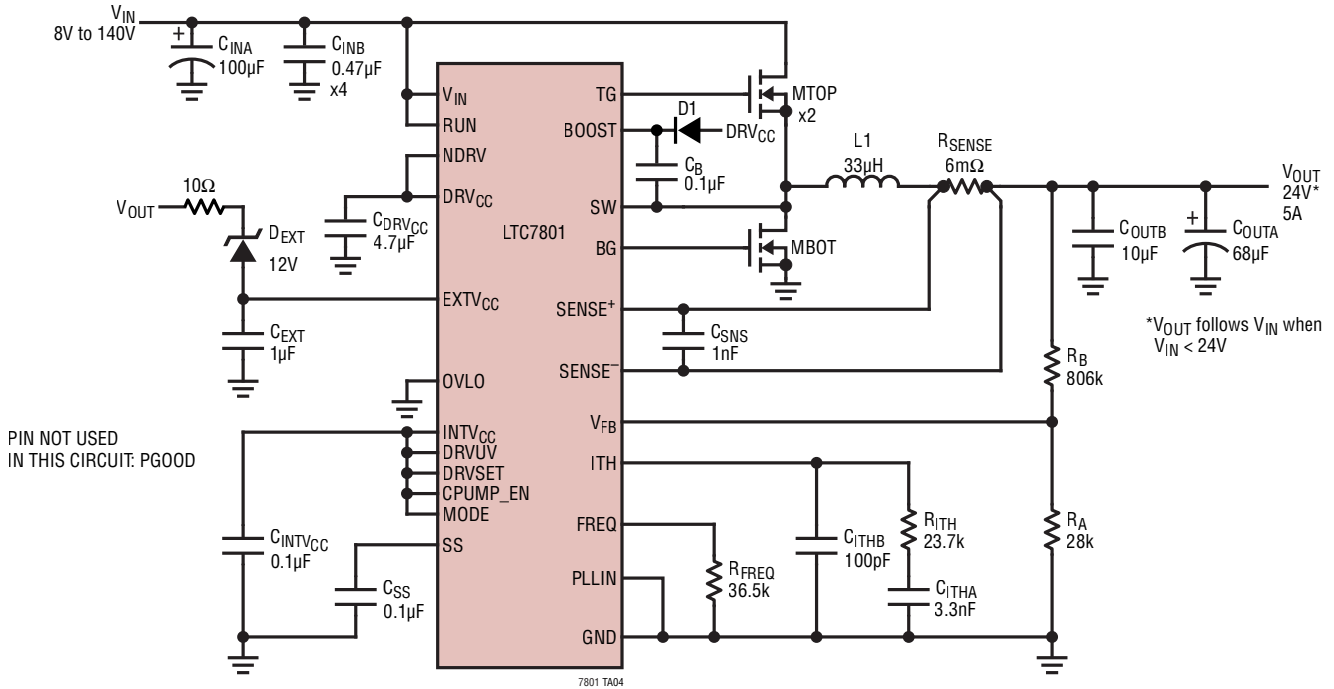 VIN
8V to 140V
+
CINA
100µF
CINB
0.47µF
x4
VIN
RUN
NDRV
DRVCC
EXTVCC
OVLO
INTVCC
DRVUV
DRVSET
CPUMP_EN
MODE
SS
LTC7801
TG
BOOST
SW
BG
SENSE+
SENSE–
VFB
ITH
FREQ
PLLIN
GND
MTOP
x2
D1
DRVCC
CB
0.1µF
MBOT
L1
33µH
RSENSE
6mΩ
VOUT
24V*
5A
COUTB
10µF
+
COUTA
68µF
*VOUT follows VIN when
VIN < 24V
10Ω
VOUT
DEXT
12V
CDRVCC
4.7µF
CEXT
1µF
CSNS
1nF
RB
806k
PIN NOT USED
IN THIS CIRCUIT: PGOOD
CINTVCC
0.1µF
CSS
0.1µF
RFREQ
36.5k
CITHB
100pF
RITH
23.7k
CITHA
3.3nF
RA
28k
7801 TA04